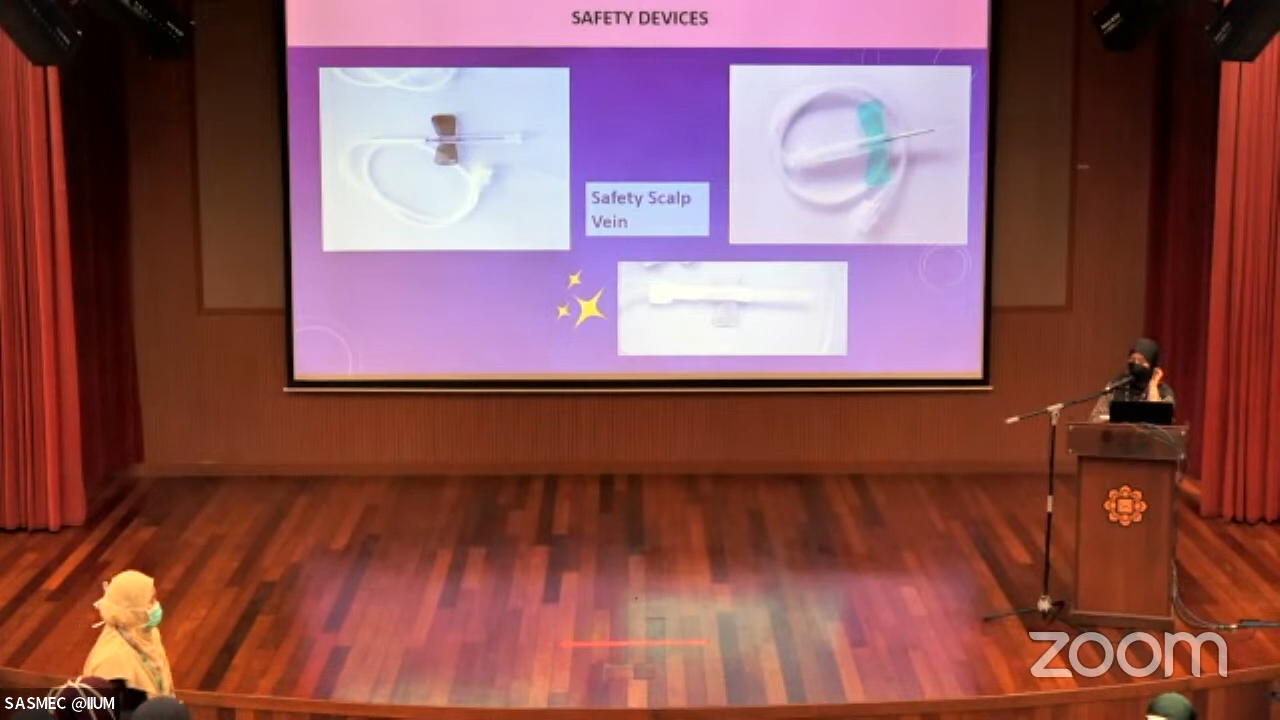 SAFETY DEVICES
Safety Scalp
Vein
zoom
SASMEC @IIUM